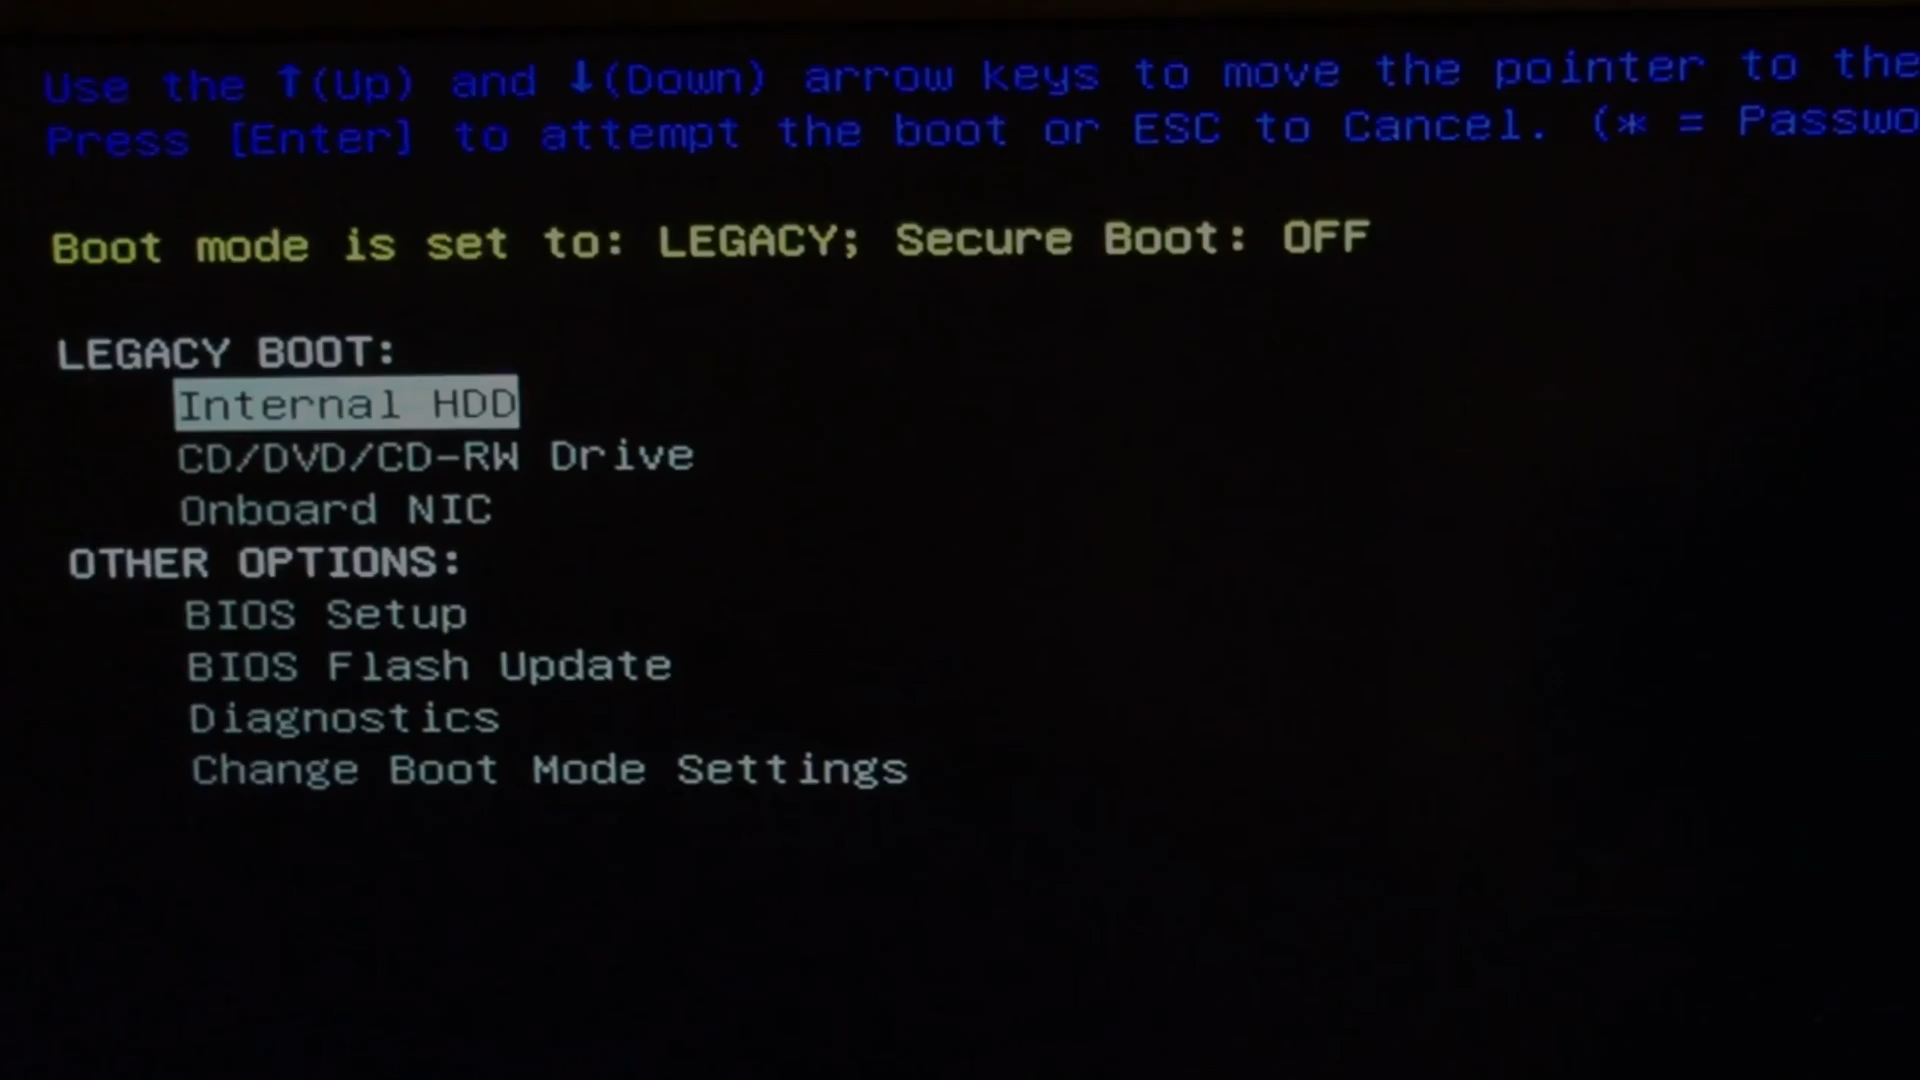 Use the ↑(Up) and ↓(Down) arrow keys to move the pointer to the
Press [Enter] to attempt the boot or ESC to Cancel. (* =
Boot mode is set to: LEGACY; Secure Boot: OFF
LEGACY BOOT:
Internal HDD
CD/DVD/CD-RW Drive
Onboard NIC
OTHER OPTIONS:
BIOS Setup
BIOS Flash Update
Diagnostics
Change Boot Mode Settings